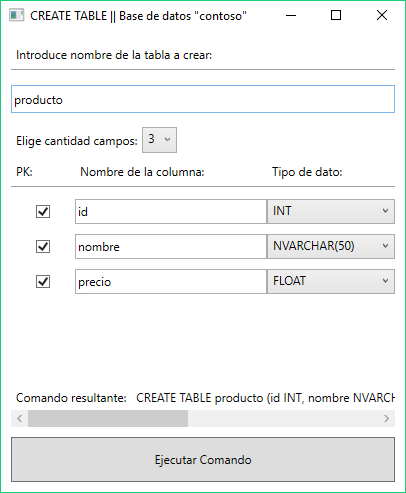 CREATE TABLE || Base de datos "contoso"
Introduce nombre de la tabla a crear:
producto
Elige cantidad campos: 3
PK: Nombre de la columna: Tipo de dato:
id INT
nombre NVARCHAR(50)
precio FLOAT
Comando resultante: CREATE TABLE producto (id INT, nombre NVARCH
Ejecutar Comando